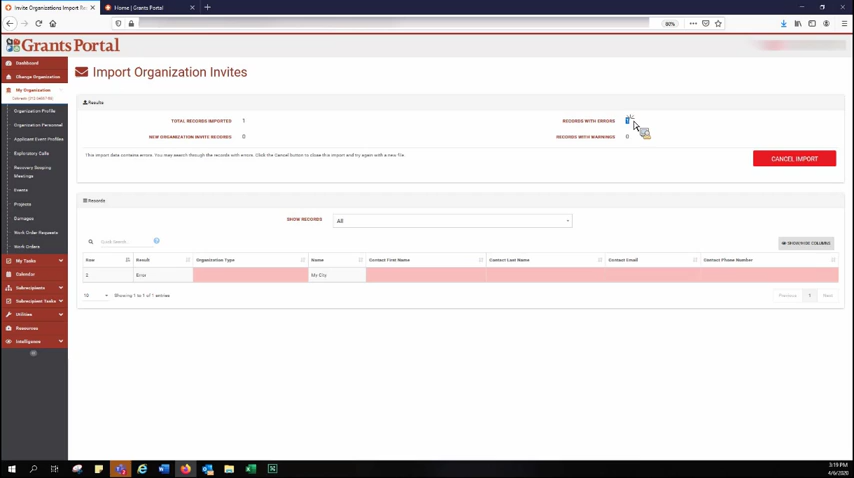 Invite Organizations Import Re
Home | Grants Portal
80%
Grants Portal
Dashboard
Change Organization
My Organization
Import Organization Invites
Results
TOTAL RECORDS IMPORTED 1
RECORDS WITH ERRORS 1
NEW ORGANIZATION INVITE RECORDS 0
RECORDS WITH WARNINGS 0
This import data contains errors. You may search through the records with errors. Click the Cancel button to close this import and try again with a new file
CANCEL IMPORT
Organization Profile
Organization Personnel
Applicant Event Profiles
Exploratory Calls
Recovery Scoping
Meetings
Events
Projects
Damages
Work Order Requests
Work Orders
My Tasks
Calendar
Subrecipients
Subrecipient Tasks
Utilities
Resources
Intelligence
Records
SHOW RECORDS All
Quick Search
SHOW/HIDE COLUMNS
Row Result Organization Type Name Contact First Name Contact Last Name Contact Email Contact Phone Number
2 Error My City
10 Showing 1 to 1 of 1 entries
Previous 1 Next
3:19 PM
4/6/2020